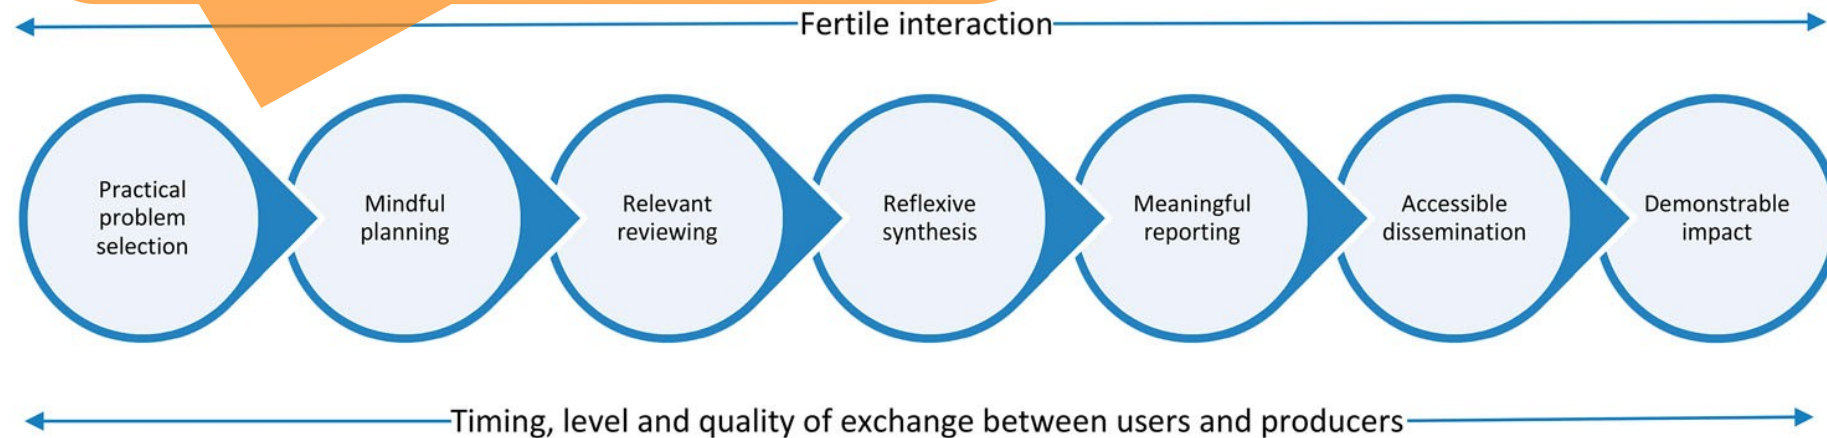 Fertile interaction
Practical
problem
selection
Mindful
planning
Relevant
reviewing
Reflexive
synthesis
Meaningful
reporting
Accessible
dissemination
Demonstrable
impact
Timing, level and quality of exchange between users and producers